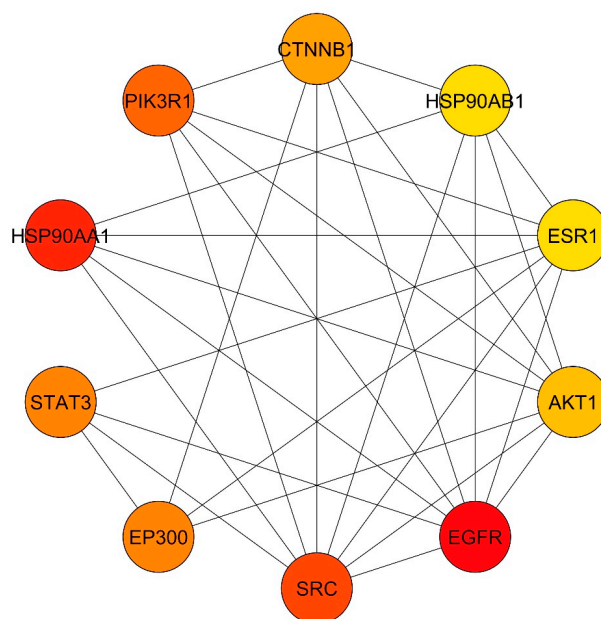 CTNNB1
PIK3R1
HSP90AB1
HSP90AA1
ESR1
STAT3
AKT1
EP300
EGFR
SRC